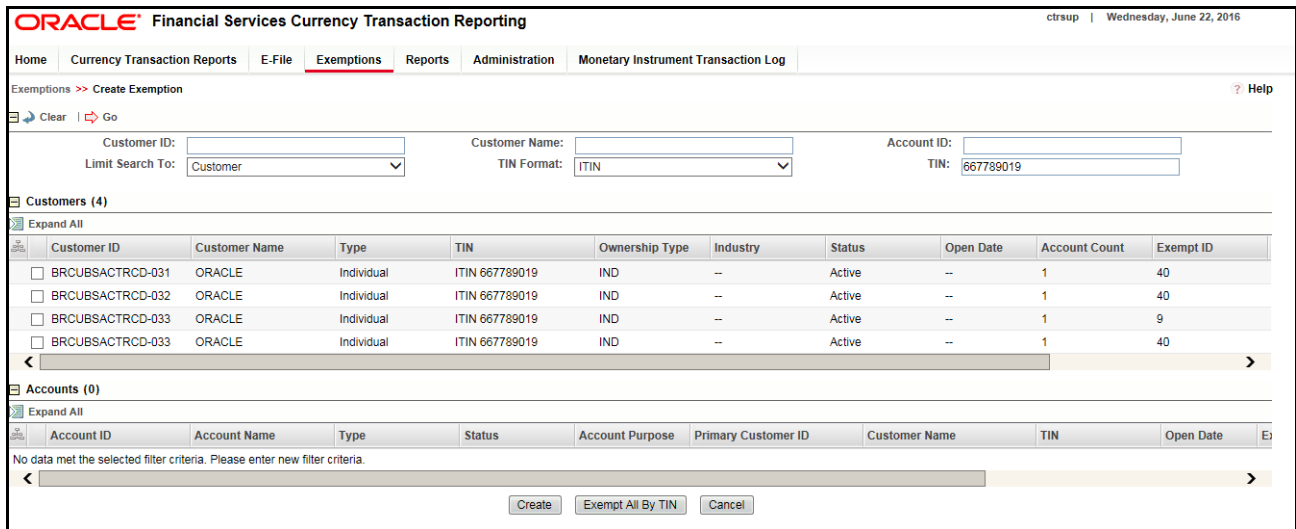 ORACLE® Financial Services Currency Transaction Reporting
ctrsup | Wednesday, June 22, 2016
Home Currency Transaction Reports E-File Exemptions Reports Administration Monetary Instrument Transaction Log
Exemptions >> Create Exemption ? Help
Clear | Go
Customer ID: Customer Name: Account ID:
Limit Search To: Customer TIN Format: ITIN TIN: 667789019
Customers (4)
Expand All
Customer ID Customer Name Type TIN Ownership Type Industry Status Open Date Account Count Exempt ID
BRCUBSACTRCD-031 ORACLE Individual ITIN 667789019 IND -- Active -- 1 40
BRCUBSACTRCD-032 ORACLE Individual ITIN 667789019 IND -- Active -- 1 40
BRCUBSACTRCD-033 ORACLE Individual ITIN 667789019 IND -- Active -- 1 9
BRCUBSACTRCD-033 ORACLE Individual ITIN 667789019 IND -- Active -- 1 40
Accounts (0)
Expand All
Account ID Account Name Type Status Account Purpose Primary Customer ID Customer Name TIN Open Date
No data met the selected filter criteria. Please enter new filter criteria.
Create Exempt All By TIN Cancel